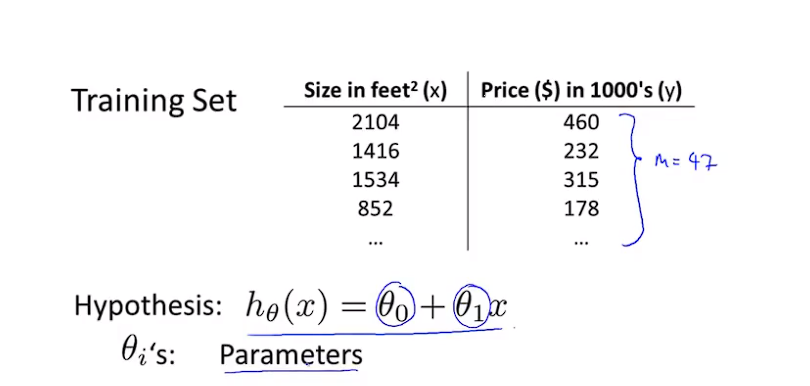 Training Set
Size in feet² (x) Price ($) in 1000's (y)
2104 460
1416 232
1534 315
852 178
... ...
m = 47
Hypothesis: hθ(x) = θ0 + θ1x
θi's: Parameters